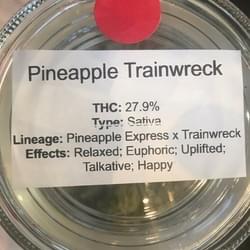 Pineapple Trainwreck
THC: 27.9%
Type: Sativa
Lineage: Pineapple Express x Trainwreck
Effects: Relaxed; Euphoric; Uplifted;
Talkative; Happy